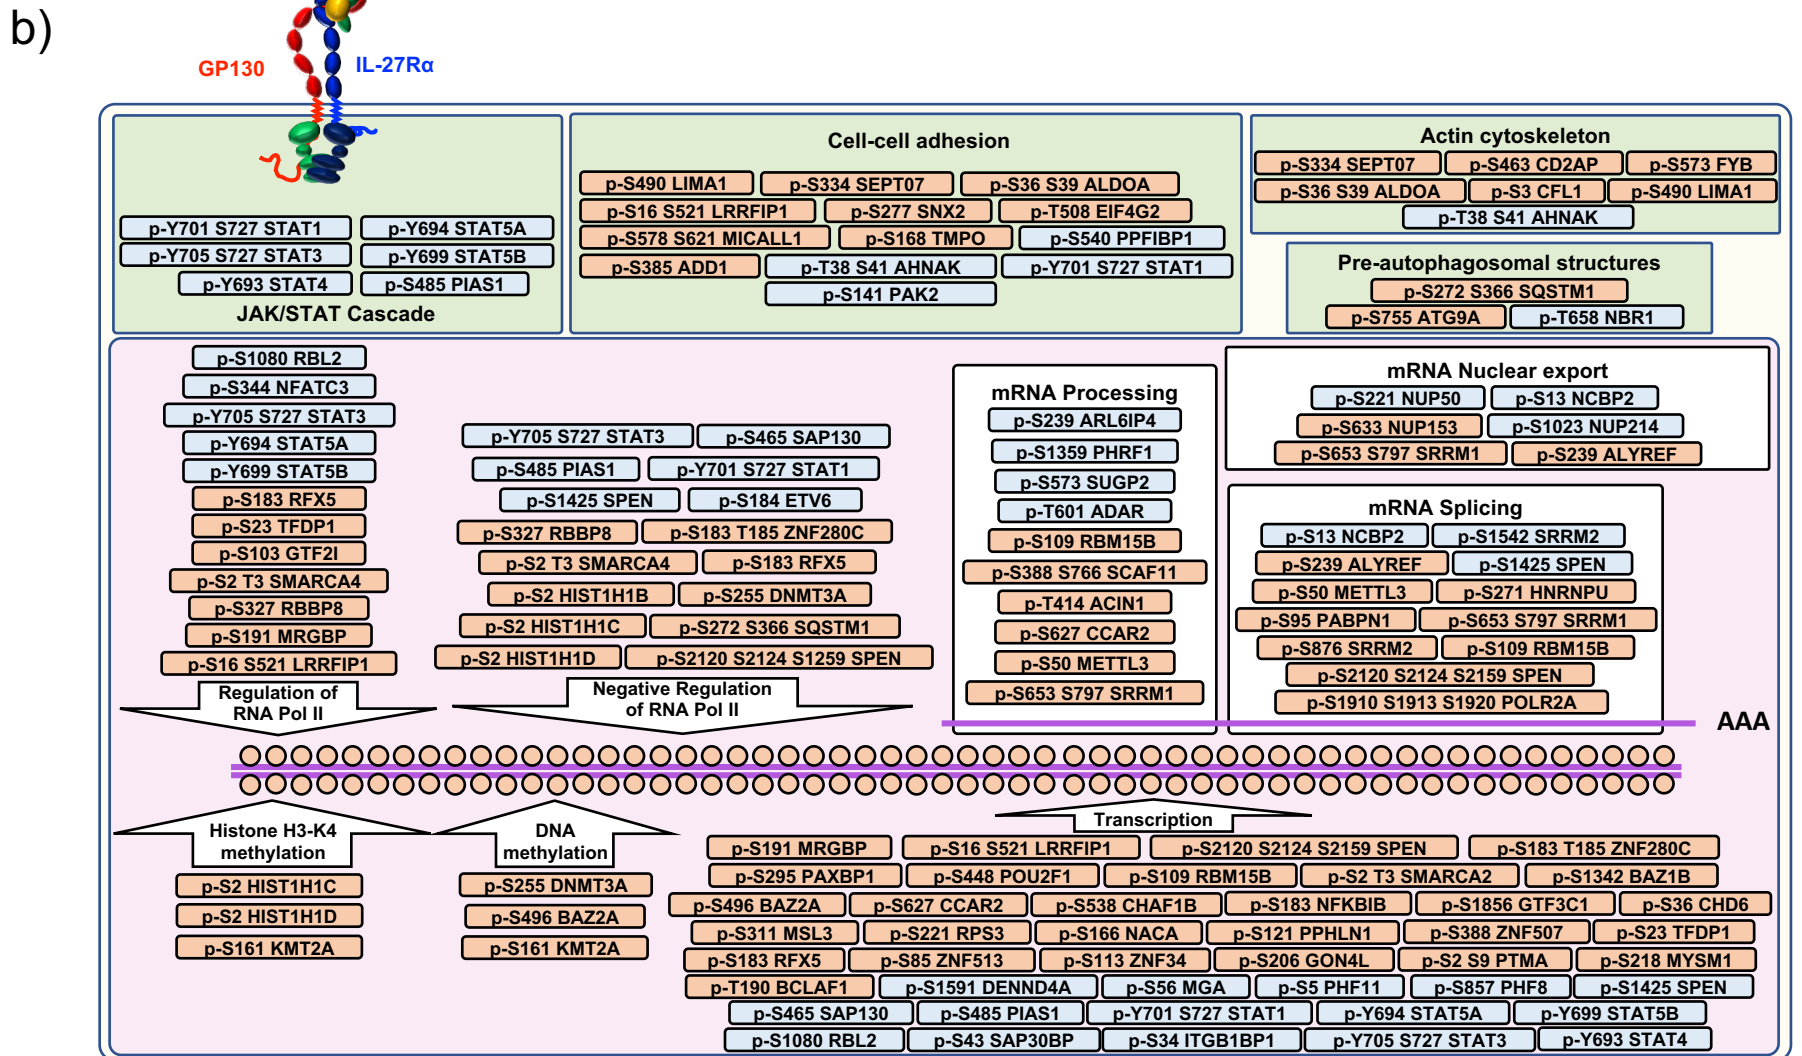 b)
GP130
IL-27Rα
p-Y701 S727 STAT1
p-Y694 STAT5A
p-Y705 S727 STAT3
p-Y699 STAT5B
p-Y693 STAT4
p-S485 PIAS1
JAK/STAT Cascade
Cell-cell adhesion
p-S490 LIMA1
p-S334 SEPT07
p-S36 S39 ALDOA
p-S16 S521 LRRFIP1
p-S277 SNX2
p-T508 EIF4G2
p-S578 S621 MICALL1
p-S168 TMPO
p-S540 PPFIBP1
p-S385 ADD1
p-T38 S41 AHNAK
p-Y701 S727 STAT1
p-S141 PAK2
Actin cytoskeleton
p-S334 SEPT07
p-S463 CD2AP
p-S573 FYB
p-S36 S39 ALDOA
p-S3 CFL1
p-S490 LIMA1
p-T38 S41 AHNAK
Pre-autophagosomal structures
p-S272 S366 SQSTM1
p-S755 ATG9A
p-T658 NBR1
p-S1080 RBL2
p-S344 NFATC3
p-Y705 S727 STAT3
p-Y694 STAT5A
p-Y699 STAT5B
p-S183 RFX5
p-S23 TFDP1
p-S103 GTF2I
p-S2 T3 SMARCA4
p-S327 RBBP8
p-S191 MRGBP
p-S16 S521 LRRFIP1
Regulation of
RNA Pol II
p-Y705 S727 STAT3
p-S465 SAP130
p-S485 PIAS1
p-Y701 S727 STAT1
p-S1425 SPEN
p-S184 ETV6
p-S327 RBBP8
p-S183 T185 ZNF280C
p-S2 T3 SMARCA4
p-S183 RFX5
p-S2 HIST1H1B
p-S255 DNMT3A
p-S2 HIST1H1C
p-S272 S366 SQSTM1
p-S2 HIST1H1D
p-S2120 S2124 S1259 SPEN
Negative Regulation
of RNA Pol II
mRNA Processing
p-S239 ARL6IP4
p-S1359 PHRF1
p-S573 SUGP2
p-T601 ADAR
p-S109 RBM15B
p-S388 S766 SCAF11
p-T414 ACIN1
p-S627 CCAR2
p-S50 METTL3
p-S653 S797 SRRM1
mRNA Nuclear export
p-S221 NUP50
p-S13 NCBP2
p-S633 NUP153
p-S1023 NUP214
p-S653 S797 SRRM1
p-S239 ALYREF
mRNA Splicing
p-S13 NCBP2
p-S1542 SRRM2
p-S239 ALYREF
p-S1425 SPEN
p-S50 METTL3
p-S271 HNRNPU
p-S95 PABPN1
p-S653 S797 SRRM1
p-S876 SRRM2
p-S109 RBM15B
p-S2120 S2124 S2159 SPEN
p-S1910 S1913 S1920 POLR2A
AAA
Histone H3-K4
methylation
p-S2 HIST1H1C
p-S2 HIST1H1D
p-S161 KMT2A
DNA
methylation
p-S255 DNMT3A
p-S496 BAZ2A
p-S161 KMT2A
Transcription
p-S191 MRGBP
p-S16 S521 LRRFIP1
p-S2120 S2124 S2159 SPEN
p-S183 T185 ZNF280C
p-S295 PAXBP1
p-S448 POU2F1
p-S109 RBM15B
p-S2 T3 SMARCA2
p-S1342 BAZ1B
p-S496 BAZ2A
p-S627 CCAR2
p-S538 CHAF1B
p-S183 NFKBIB
p-S1856 GTF3C1
p-S36 CHD6
p-S311 MSL3
p-S221 RPS3
p-S166 NACA
p-S121 PPHLN1
p-S388 ZNF507
p-S23 TFDP1
p-S183 RFX5
p-S85 ZNF513
p-S113 ZNF34
p-S206 GON4L
p-S2 S9 PTMA
p-S218 MYSM1
p-T190 BCLAF1
p-S1591 DENND4A
p-S56 MGA
p-S5 PHF11
p-S857 PHF8
p-S1425 SPEN
p-S465 SAP130
p-S485 PIAS1
p-Y701 S727 STAT1
p-Y694 STAT5A
p-Y699 STAT5B
p-S1080 RBL2
p-S43 SAP30BP
p-S34 ITGB1BP1
p-Y705 S727 STAT3
p-Y693 STAT4